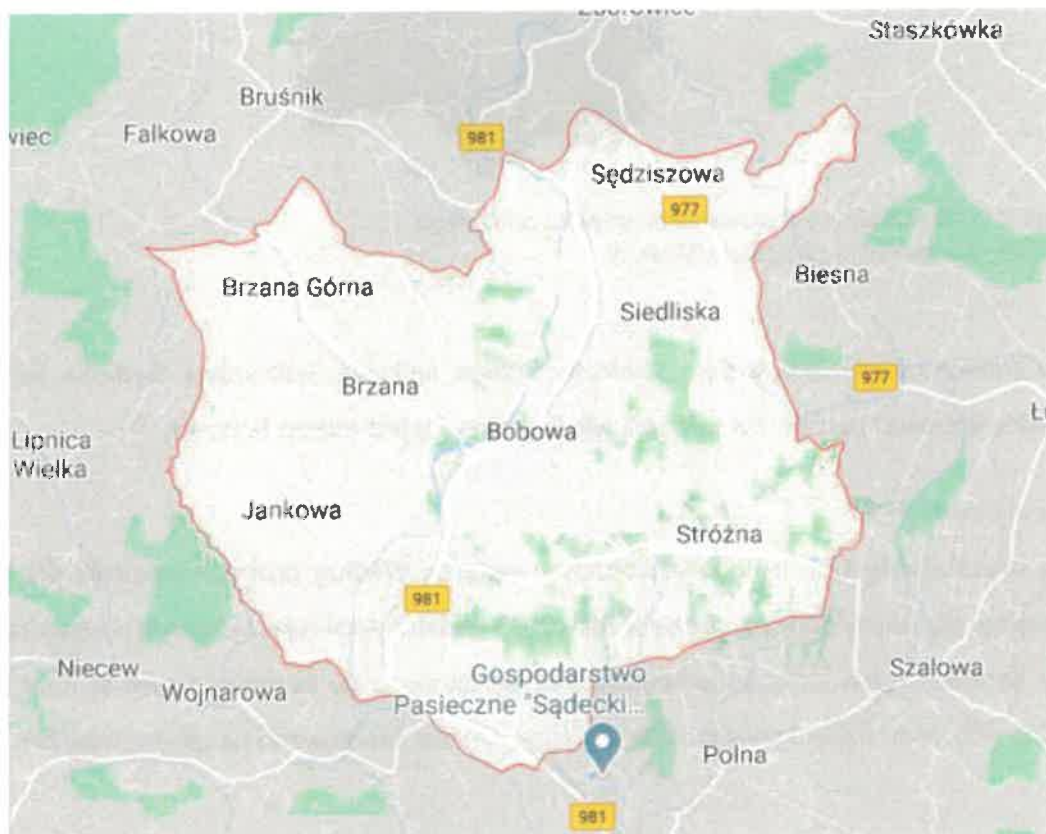 Staszkówka
Bruśnik
wiec
Falkowa
981
Sędziszowa
977
Brzana Górna
Biesna
Siedliska
Brzana
977
Lipnica
Wielka
Bobowa
Jankowa
Stróżna
981
Niecew
Wojnarowa
Gospodarstwo
Pasieczne "Sądecki...
Szalowa
Polna
981